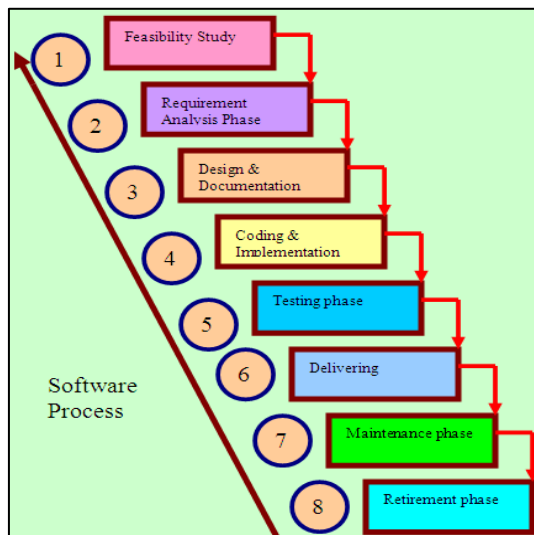 1
Feasibility Study
2
Requirement
Analysis Phase
3
Design &
Documentation
4
Coding &
Implementation
5
Testing phase
6
Delivering
Software
Process
7
Maintenance phase
8
Retirement phase